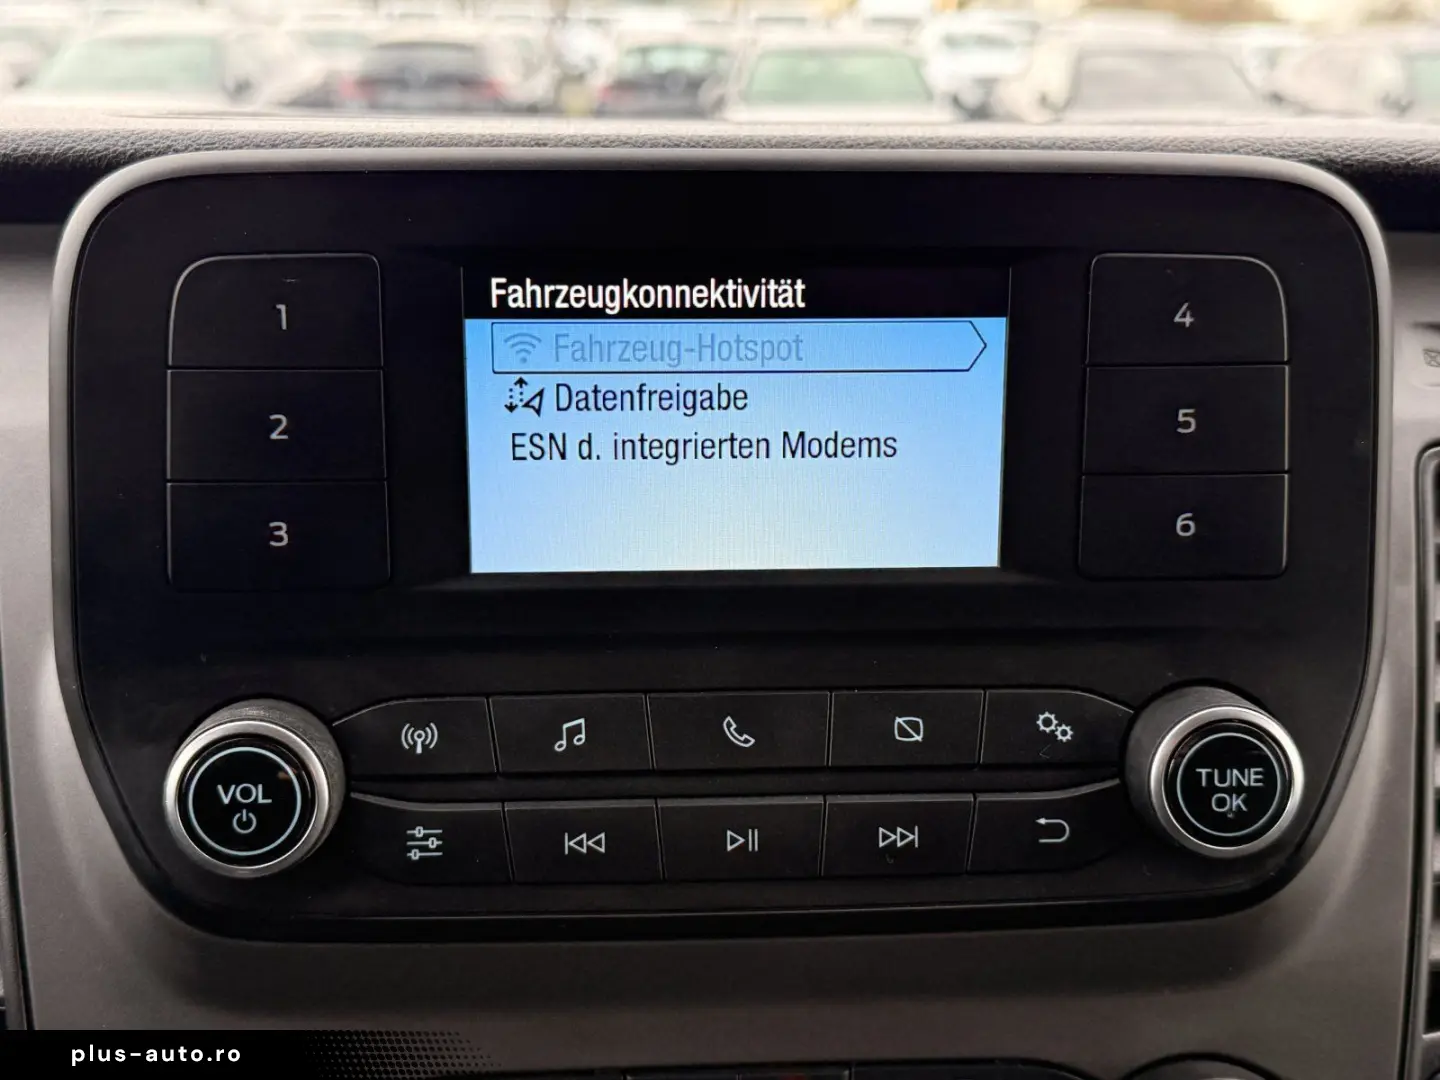 Fahrzeugkonnektivität
Fahrzeug-Hotspot
Datenfreigabe
ESN d. integrierten Modems
1
2
3
4
5
6
VOL
TUNE
OK
plus-auto.ro